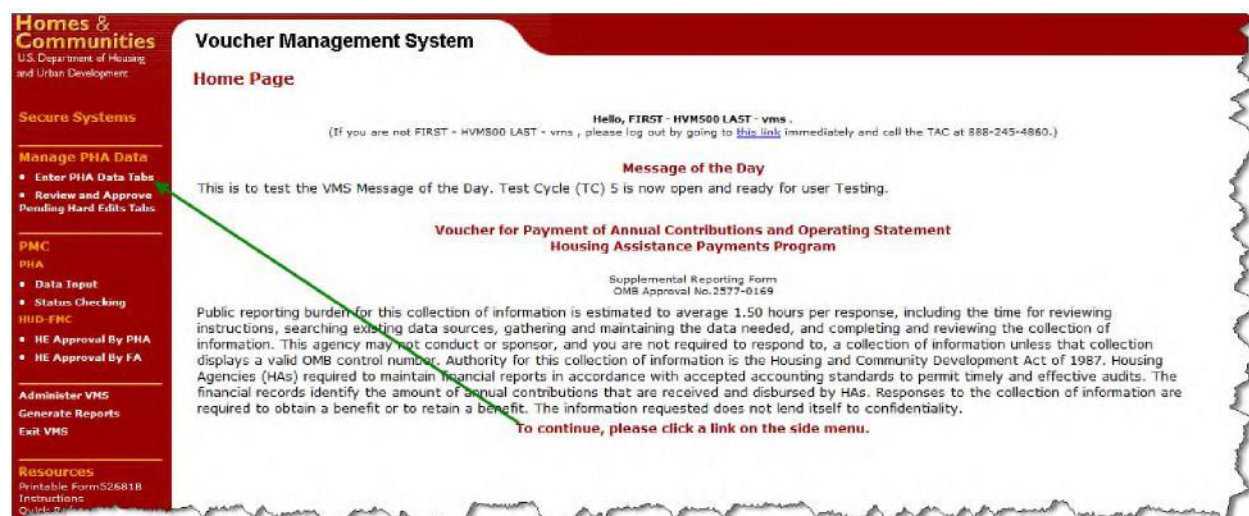 Homes &
Communities
U.S. Department of Housing
and Urban Development
Secure Systems
Manage PHA Data
• Enter PHA Data Tabs
• Review and Approve
Pending Hard Edits Tabs
PMC
PHA
• Data Input
• Status Checking
HUD-FMC
• HE Approval By PHA
• HE Approval By FA
Administer VMS
Generate Reports
Exit VMS
Resources
Printable Form52681B
Instructions
Voucher Management System
Home Page
Hello, FIRST - HVMS00 LAST - vms .
(If you are not FIRST - HVMS00 LAST - vms , please log out by going to this link immediately and call the TAC at 888-245-4860.)
Message of the Day
This is to test the VMS Message of the Day. Test Cycle (TC) 5 is now open and ready for user Testing.
Voucher for Payment of Annual Contributions and Operating Statement
Housing Assistance Payments Program
Supplemental Reporting Form
OMB Approval No.2577-0169
Public reporting burden for this collection of information is estimated to average 1.50 hours per response, including the time for reviewing
instructions, searching existing data sources, gathering and maintaining the data needed, and completing and reviewing the collection of
information. This agency may not conduct or sponsor, and you are not required to respond to, a collection of information unless that collection
displays a valid OMB control number. Authority for this collection of information is the Housing and Community Development Act of 1987. Housing
Agencies (HAs) required to maintain financial reports in accordance with accepted accounting standards to permit timely and effective audits. The
financial records identify the amount of annual contributions that are received and disbursed by HAs. Responses to the collection of information are
required to obtain a benefit or to retain a benefit. The information requested does not lend itself to confidentiality.
To continue, please click a link on the side menu.